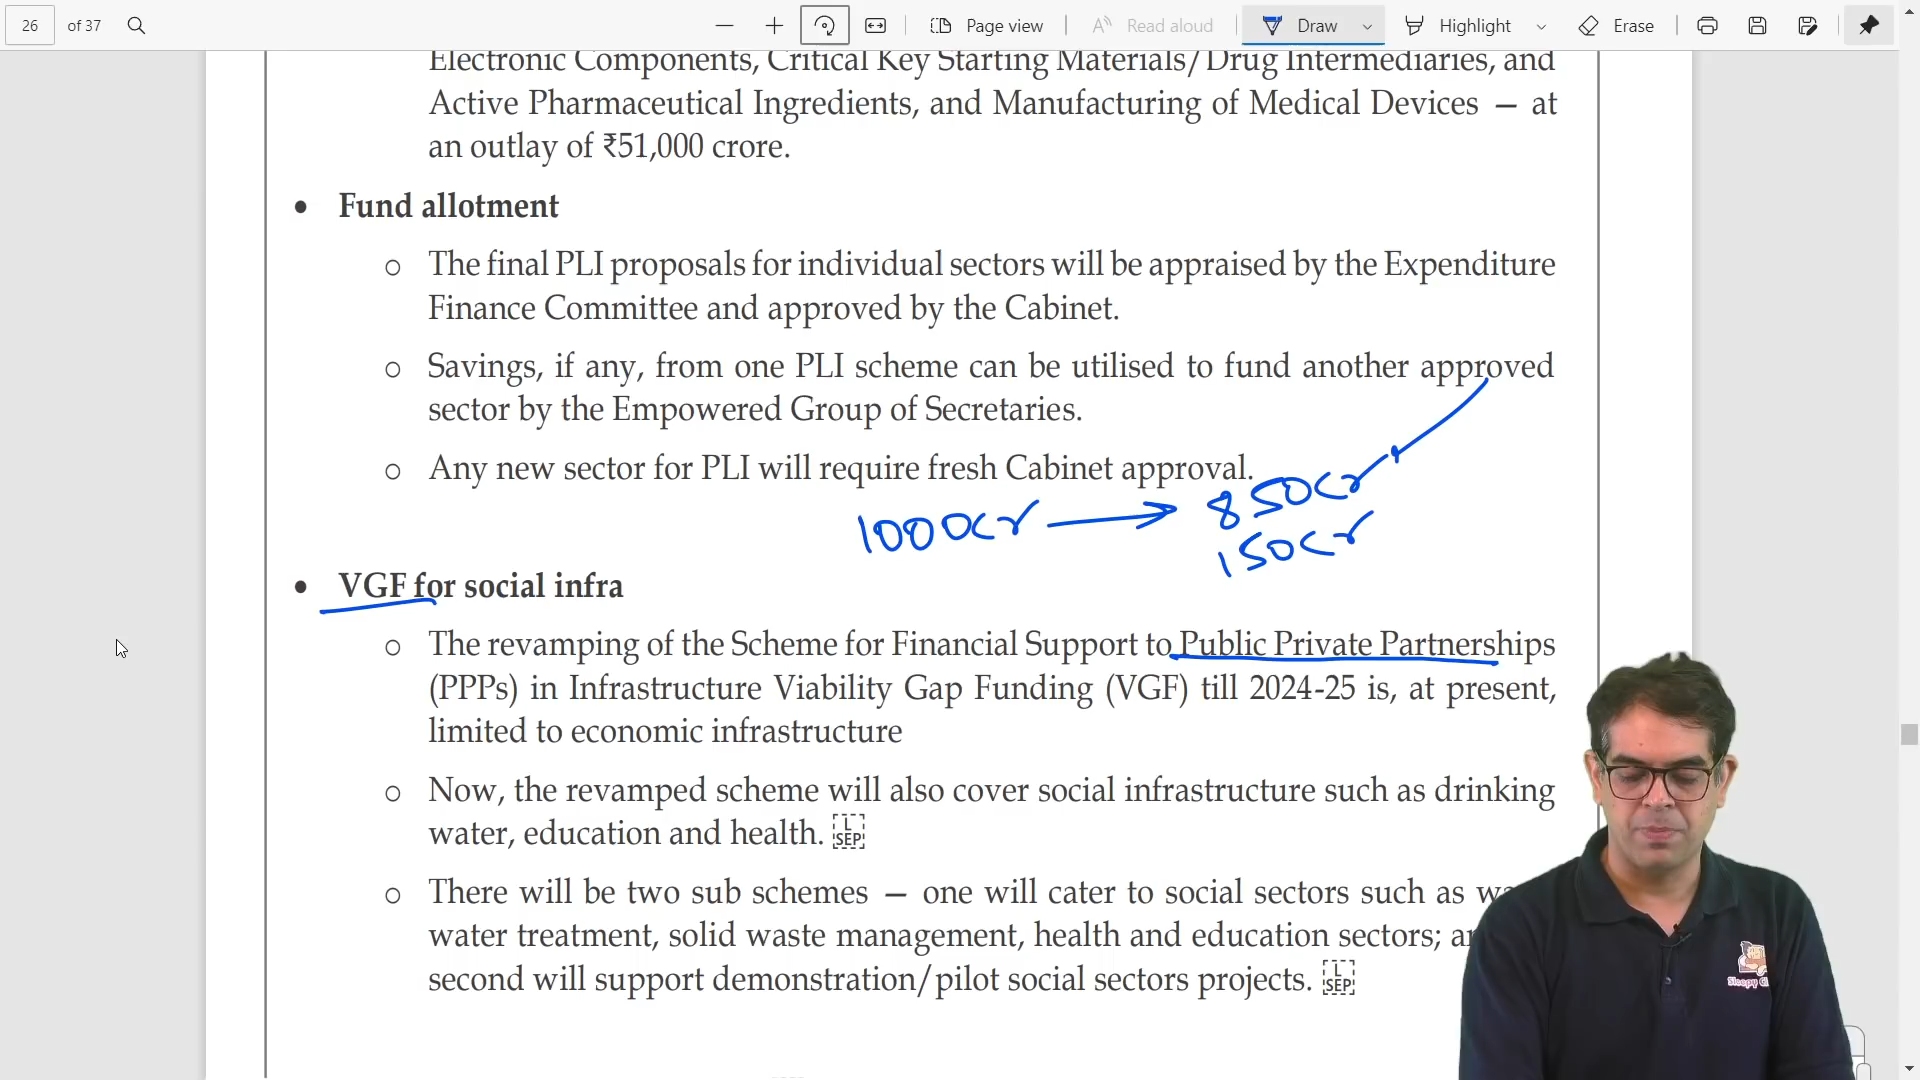 26 of 37 Page view Read aloud Draw Highlight Erase
Electronic Components, Critical Key Starting Materials/Drug Intermediaries, and
Active Pharmaceutical Ingredients, and Manufacturing of Medical Devices — at
an outlay of ₹51,000 crore.
• Fund allotment
o The final PLI proposals for individual sectors will be appraised by the Expenditure
Finance Committee and approved by the Cabinet.
o Savings, if any, from one PLI scheme can be utilised to fund another approved
sector by the Empowered Group of Secretaries.
o Any new sector for PLI will require fresh Cabinet approval.
1000cr → 850cr
150cr
• VGF for social infra
o The revamping of the Scheme for Financial Support to Public Private Partnerships
(PPPs) in Infrastructure Viability Gap Funding (VGF) till 2024-25 is, at present,
limited to economic infrastructure
o Now, the revamped scheme will also cover social infrastructure such as drinking
water, education and health. L SEP
o There will be two sub schemes — one will cater to social sectors such as
water treatment, solid waste management, health and education sectors;
second will support demonstration/pilot social sectors projects. L SEP
Sleepy